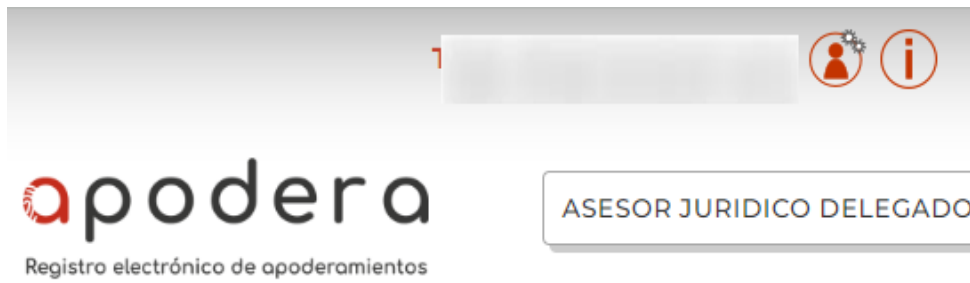 apodera
Registro electrónico de apoderamientos
ASESOR JURIDICO DELEGADO